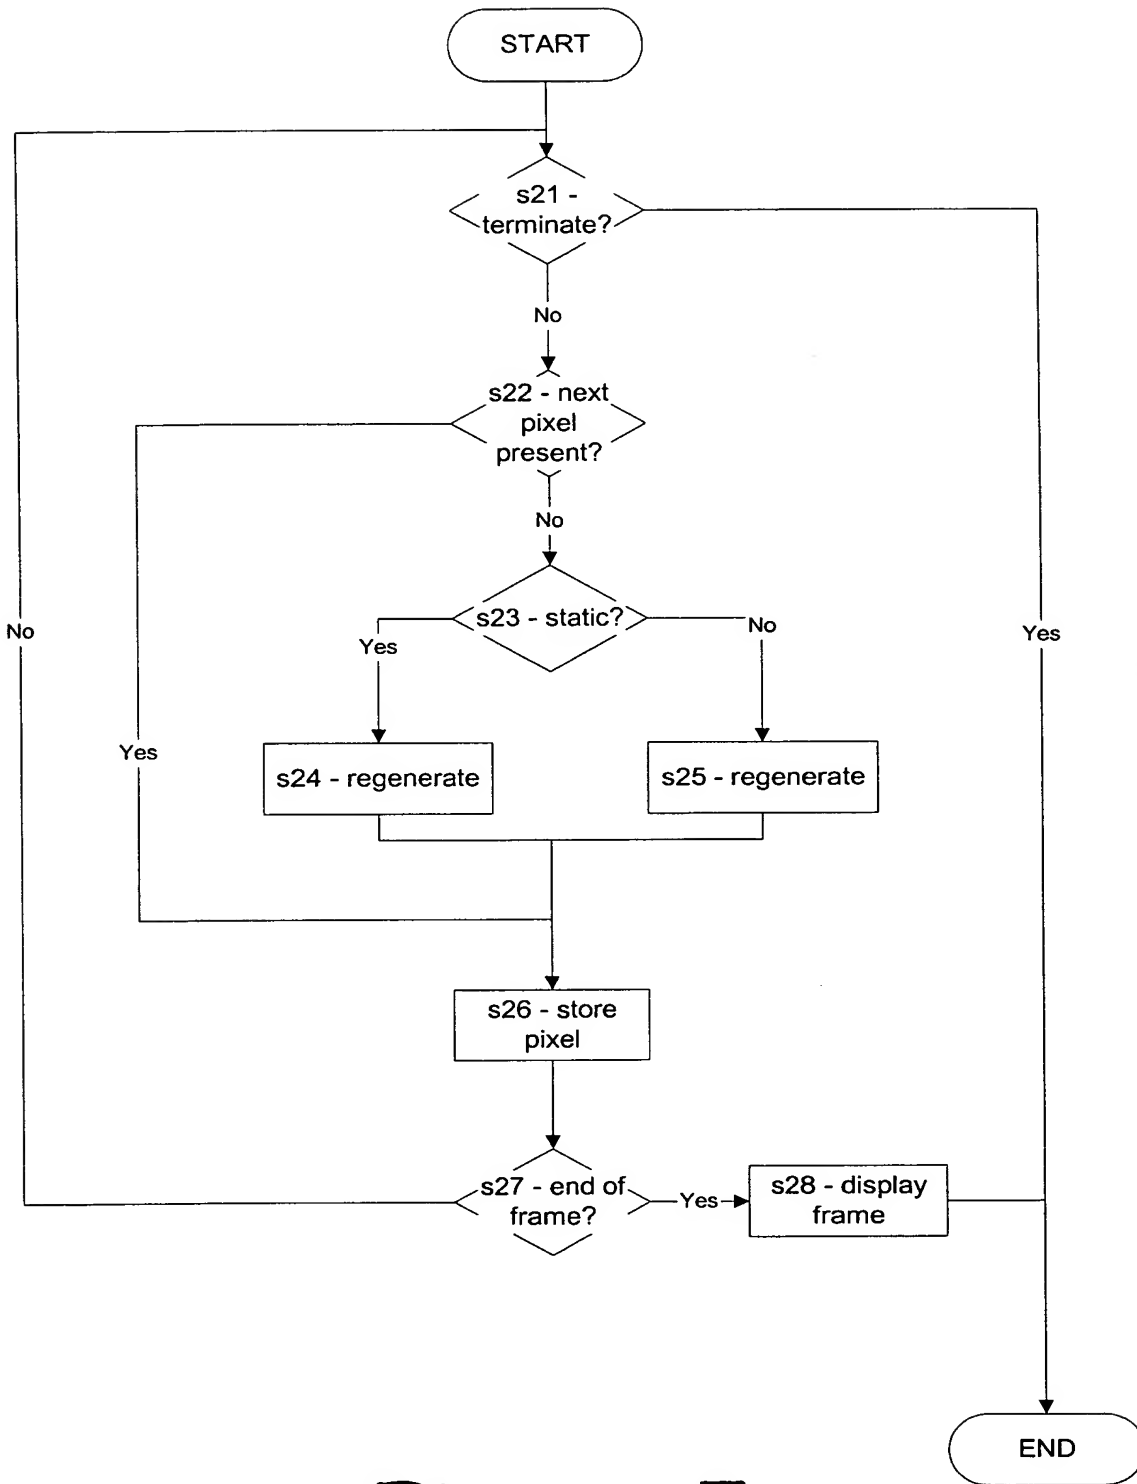 START
s21 -
terminate?
No
s22 - next
pixel
present?
No
s23 - static?
Yes
No
No
Yes
Yes
s24 - regenerate
s25 - regenerate
s26 - store
pixel
s27 - end of
frame?
Yes
s28 - display
frame
END